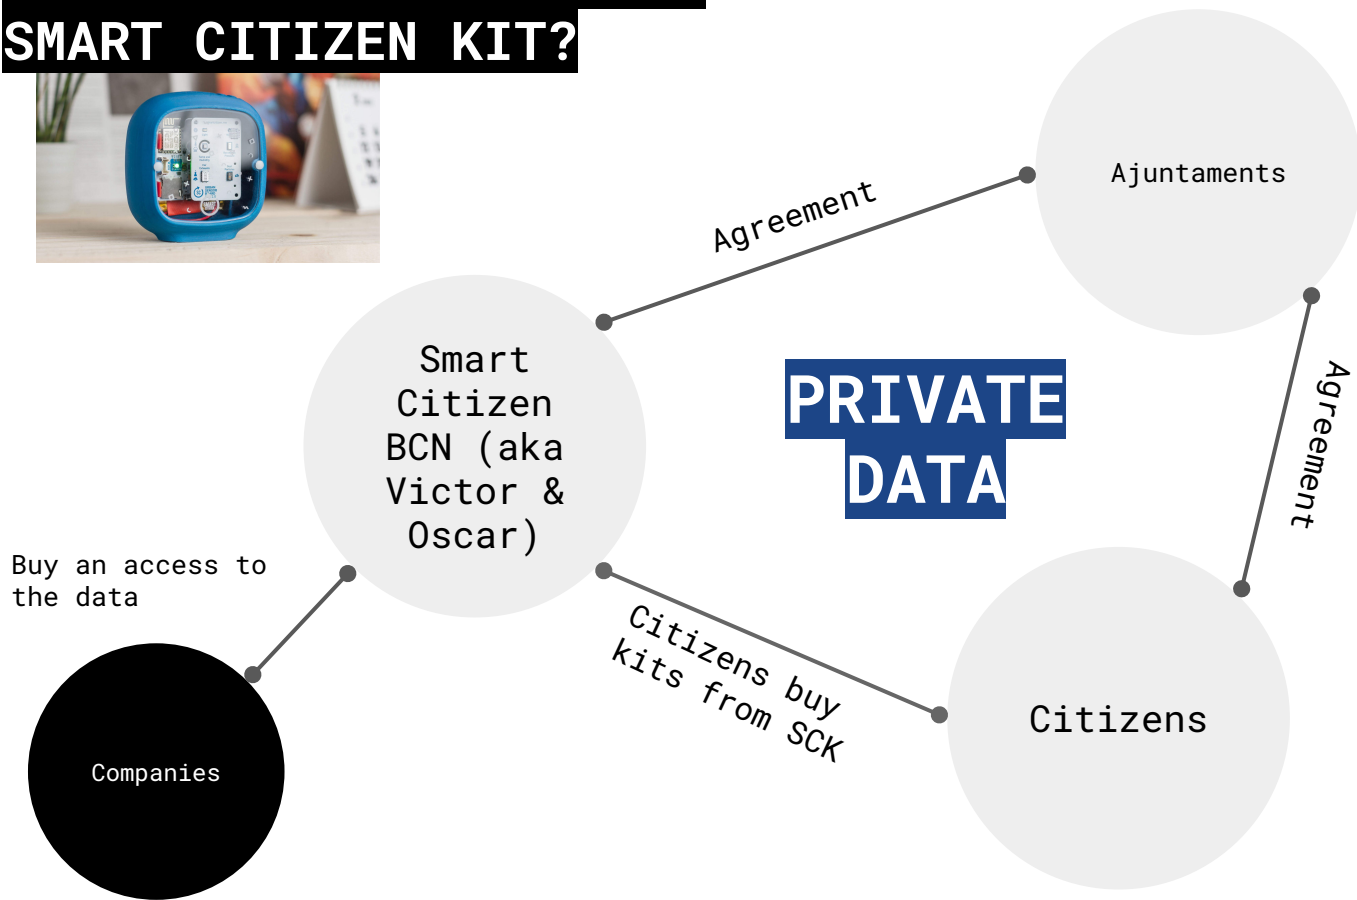 SMART CITIZEN KIT?
Ajuntaments
Agreement
Smart
Citizen
BCN (aka
Victor &
Oscar)
PRIVATE
DATA
Agreement
Buy an access to
the data
Citizens buy
kits from SCK
Citizens
Companies